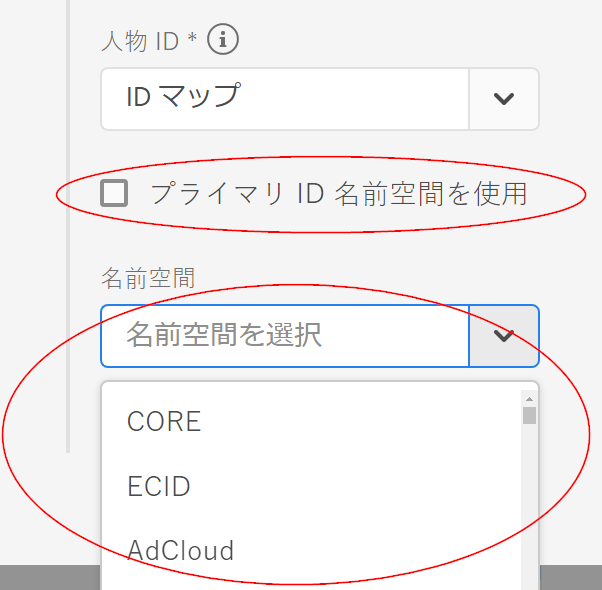 人物 ID *
ID マップ
プライマリ ID 名前空間を使用
名前空間
名前空間を選択
CORE
ECID
AdCloud